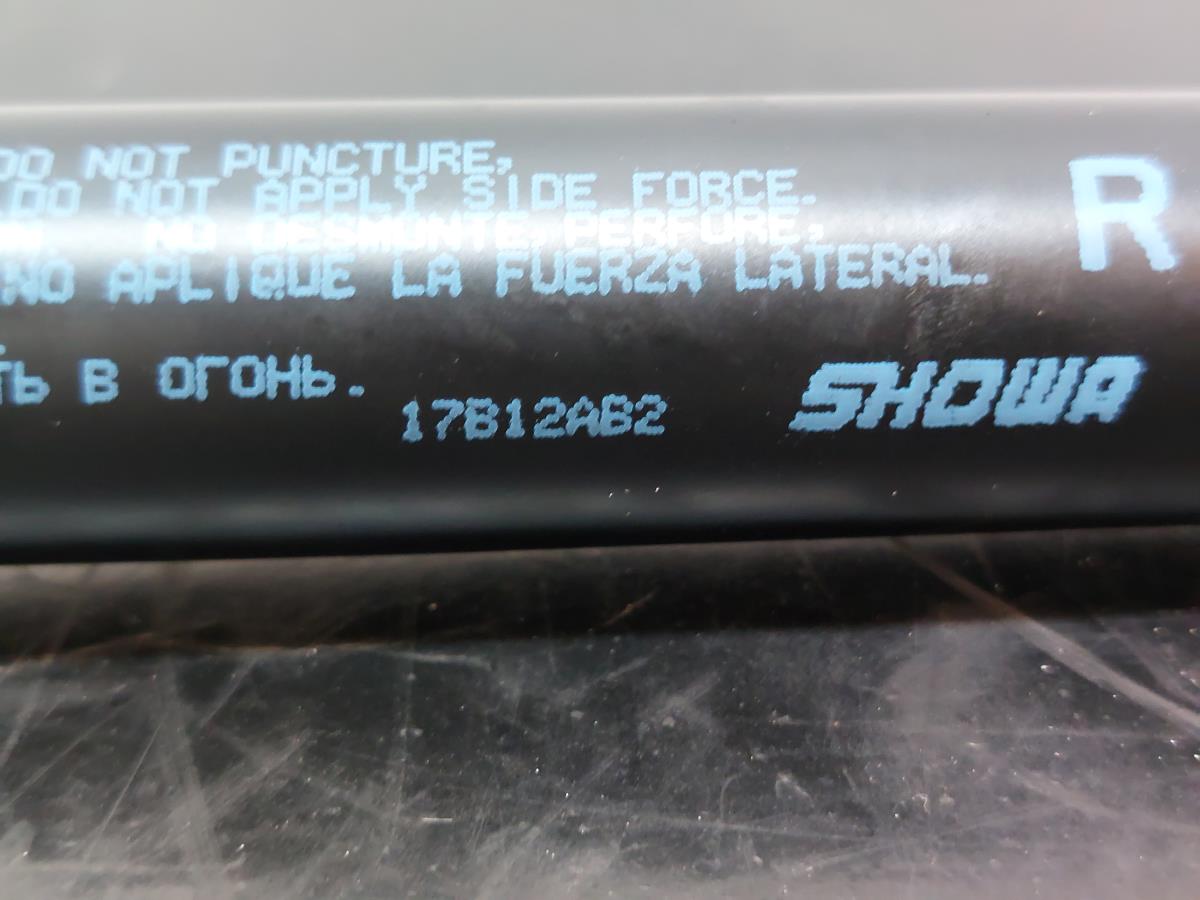 DO NOT PUNCTURE,
DO NOT APPLY SIDE FORCE.
NO DESMONTE, PERFORE,
NO APLIQUE LA FUERZA LATERAL.
R
ТЬ В ОГОНЬ.
17B12AB2
SHOWA